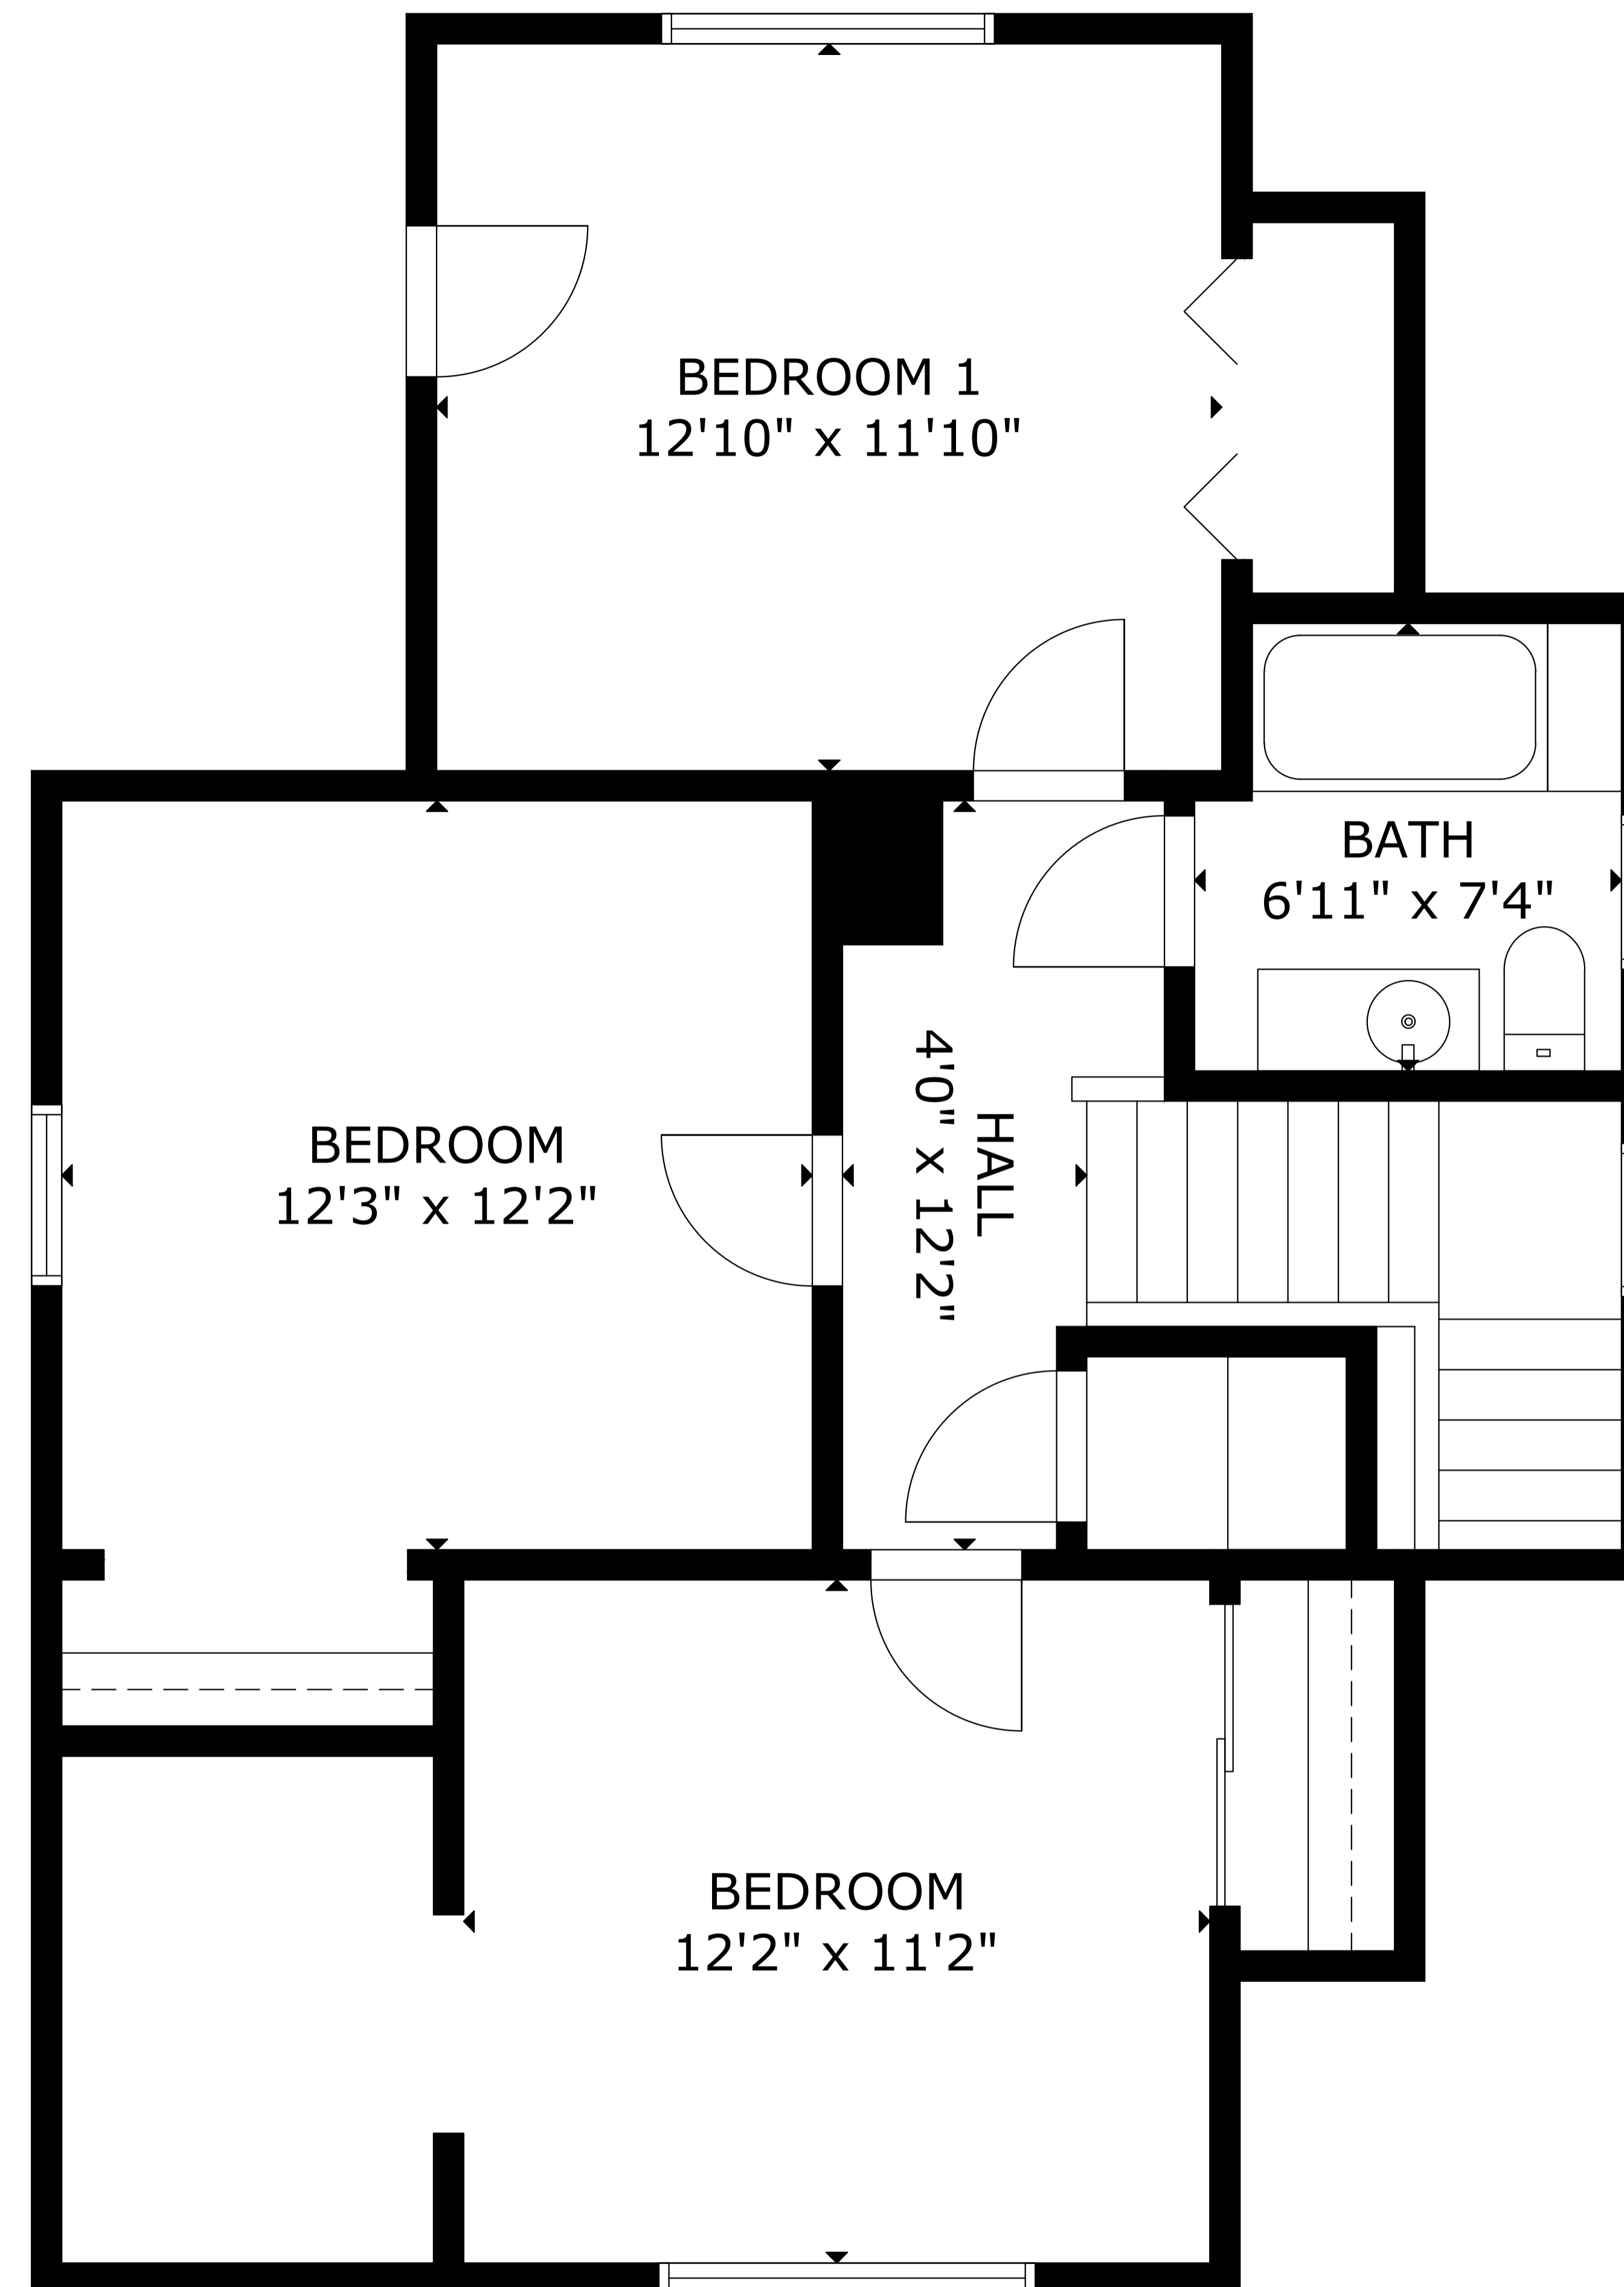 BEDROOM 1
12'10" x 11'10"
BATH
6'11" x 7'4"
BEDROOM
12'3" x 12'2"
HALL
4'0" x 12'2"
BEDROOM
12'2" x 11'2"